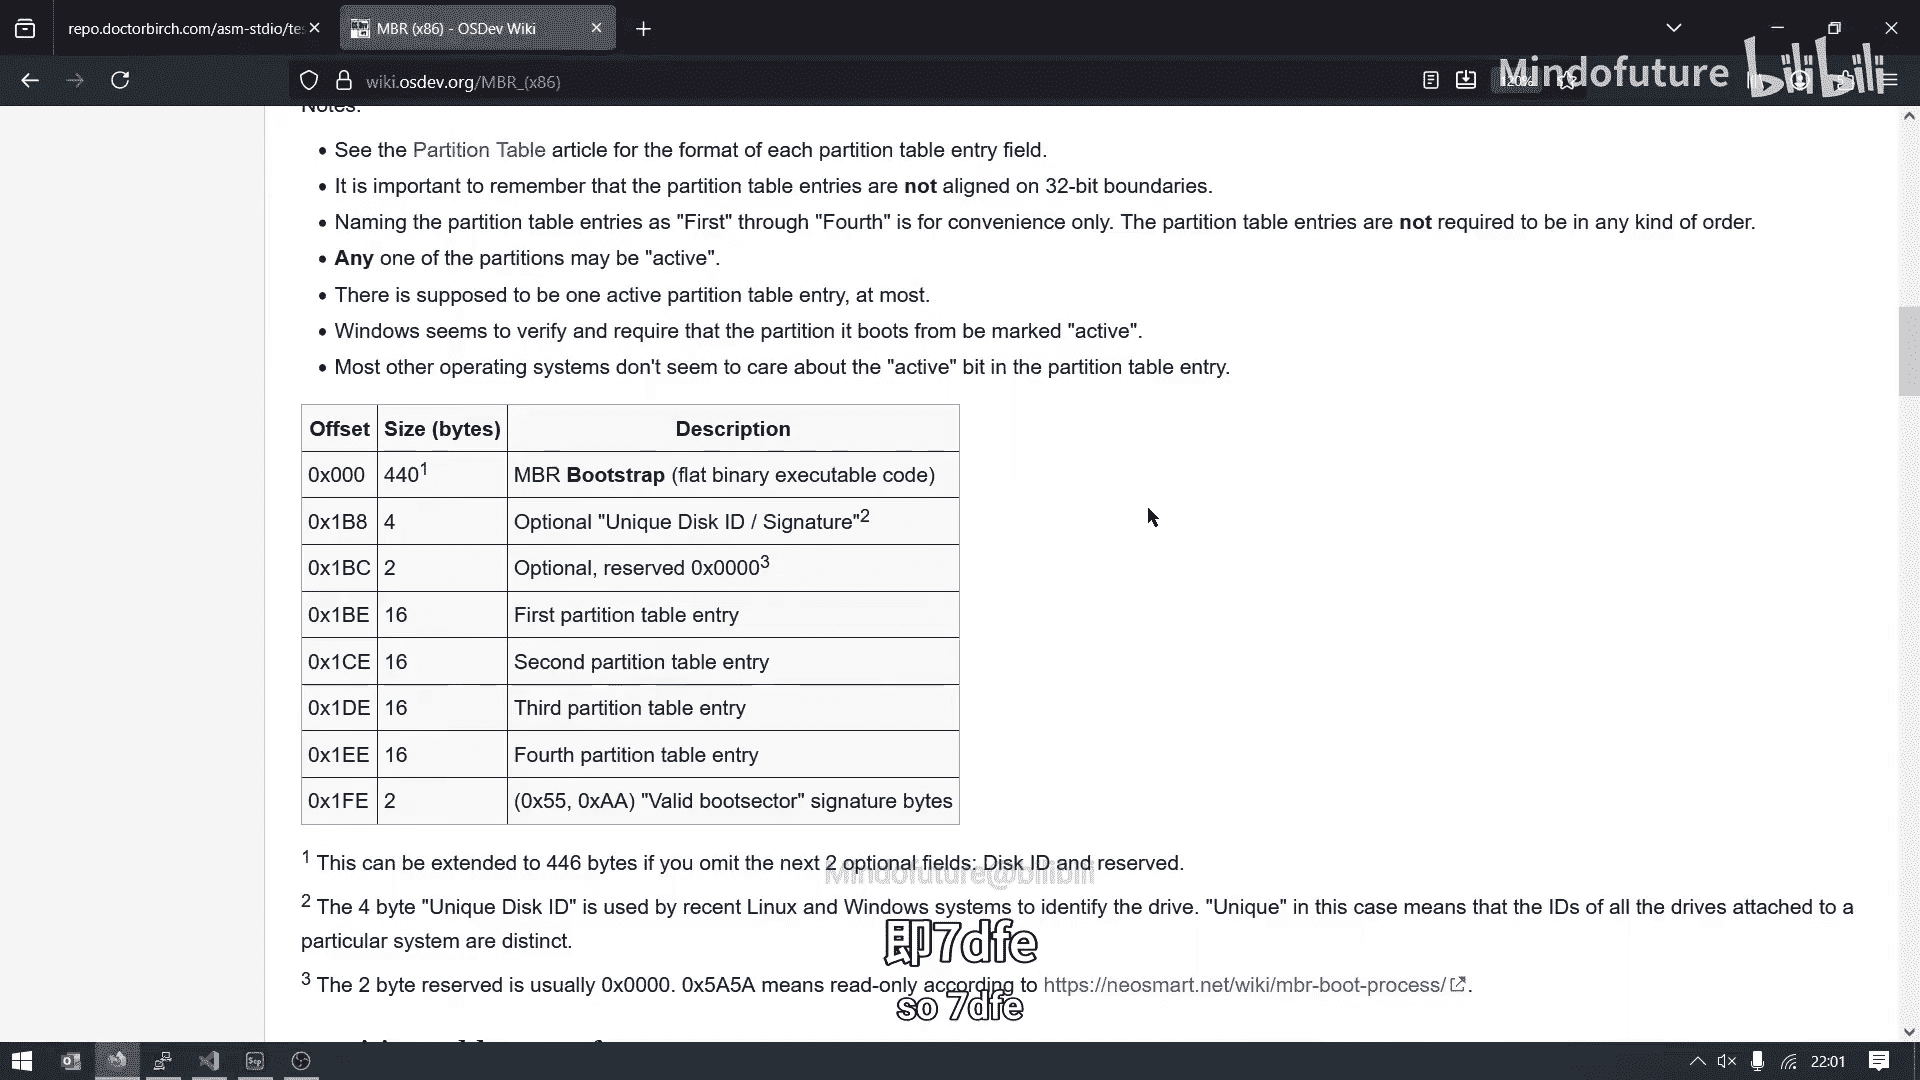 repo.doctorbirch.com/asm-stdio/te
MBR (x86) - OSDev Wiki
wiki.osdev.org/MBR_(x86)
120%
Mindofuture bilibili
Notes:
See the Partition Table article for the format of each partition table entry field.
It is important to remember that the partition table entries are not aligned on 32-bit boundaries.
Naming the partition table entries as "First" through "Fourth" is for convenience only. The partition table entries are not required to be in any kind of order.
Any one of the partitions may be "active".
There is supposed to be one active partition table entry, at most.
Windows seems to verify and require that the partition it boots from be marked "active".
Most other operating systems don't seem to care about the "active" bit in the partition table entry.
Offset Size (bytes) Description
0x000 440¹ MBR Bootstrap (flat binary executable code)
0x1B8 4 Optional "Unique Disk ID / Signature"²
0x1BC 2 Optional, reserved 0x0000³
0x1BE 16 First partition table entry
0x1CE 16 Second partition table entry
0x1DE 16 Third partition table entry
0x1EE 16 Fourth partition table entry
0x1FE 2 (0x55, 0xAA) "Valid bootsector" signature bytes
¹ This can be extended to 446 bytes if you omit the next 2 optional fields: Disk ID and reserved.
Mindofuture@bilibili
² The 4 byte "Unique Disk ID" is used by recent Linux and Windows systems to identify the drive. "Unique" in this case means that the IDs of all the drives attached to a
particular system are distinct.
即7dfe
³ The 2 byte reserved is usually 0x0000. 0x5A5A means read-only according to https://neosmart.net/wiki/mbr-boot-process/.
so 7dfe
22:01